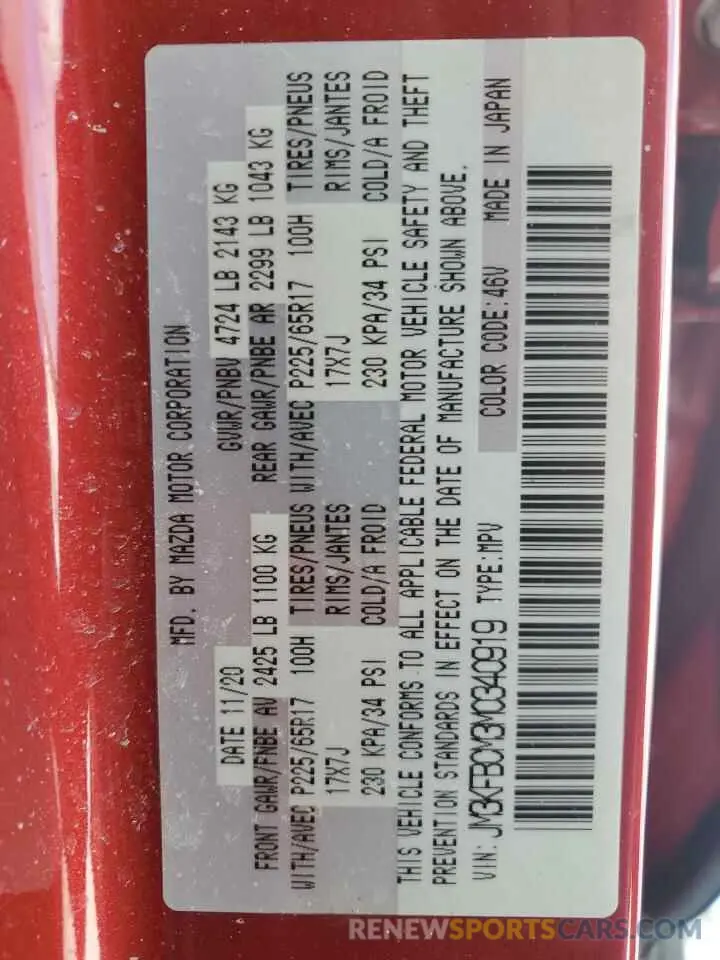 MFD. BY MAZDA MOTOR CORPORATION
DATE 11/20 GVWR/PNBV 4724 LB 2143 KG
FRONT GAWR/PNBE AV 2425 LB 1100 KG REAR GAWR/PNBE AR 2299 LB 1043 KG
WITH/AVEC P225/65R17 100H TIRES/PNEUS WITH/AVEC P225/65R17 100H TIRES/PNEUS
17X7J RIMS/JANTES 17X7J RIMS/JANTES
230 KPA/34 PSI COLD/A FROID 230 KPA/34 PSI COLD/A FROID
THIS VEHICLE CONFORMS TO ALL APPLICABLE FEDERAL MOTOR VEHICLE SAFETY AND THEFT
PREVENTION STANDARDS IN EFFECT ON THE DATE OF MANUFACTURE SHOWN ABOVE.
VIN: JM3KFBCM3M0340919 TYPE:MPV COLOR CODE:46V MADE IN JAPAN
RENEWSPORTSCARS.COM